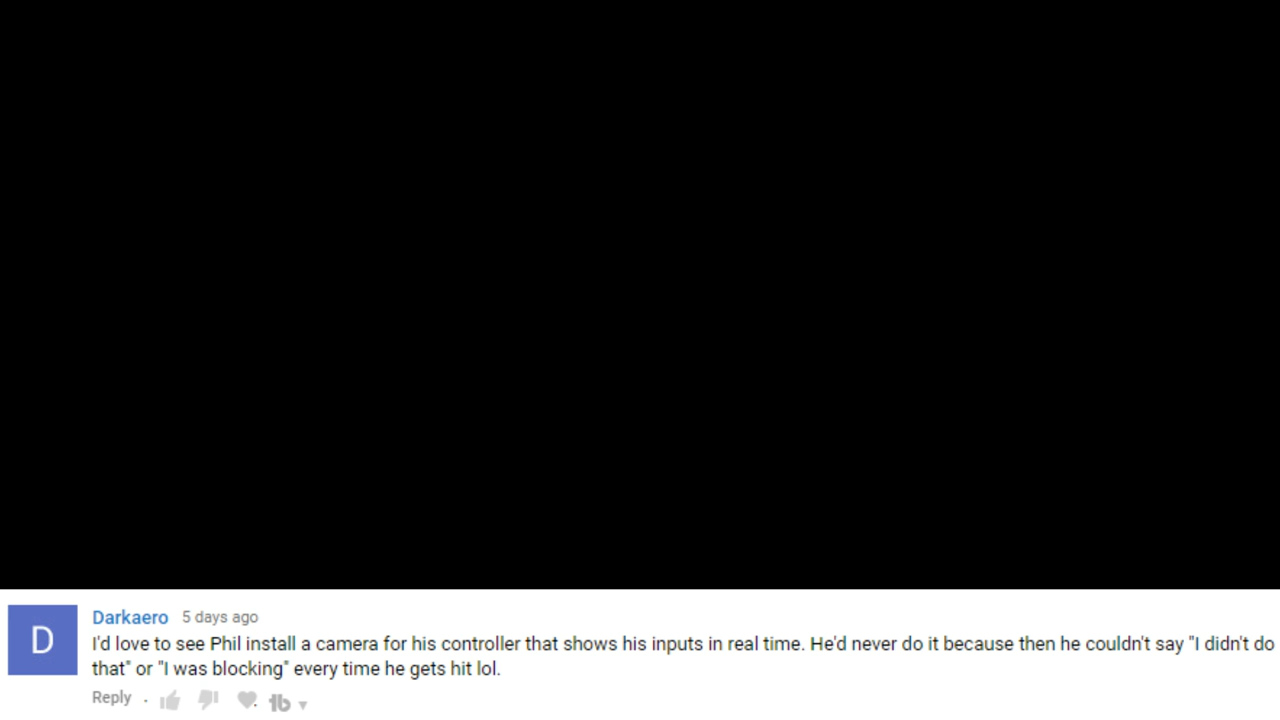 D
Darkaero 5 days ago
I'd love to see Phil install a camera for his controller that shows his inputs in real time. He'd never do it because then he couldn't say "I didn't do
that" or "I was blocking" every time he gets hit lol.
Reply
tb